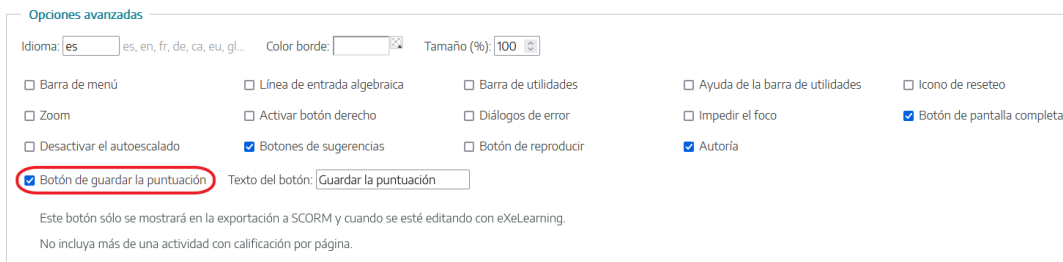 Opciones avanzadas
Idioma: es es, en, fr, de, ca, eu, gl... Color borde: Tamaño (%): 100
Barra de menú Línea de entrada algebraica Barra de utilidades Ayuda de la barra de utilidades Icono de reseteo
Zoom Activar botón derecho Diálogos de error Impedir el foco Botón de pantalla completa
Desactivar el autoescalado Botones de sugerencias Botón de reproducir Autoría
Botón de guardar la puntuación Texto del botón: Guardar la puntuación
Este botón sólo se mostrará en la exportación a SCORM y cuando se esté editando con eXeLearning.
No incluya más de una actividad con calificación por página.